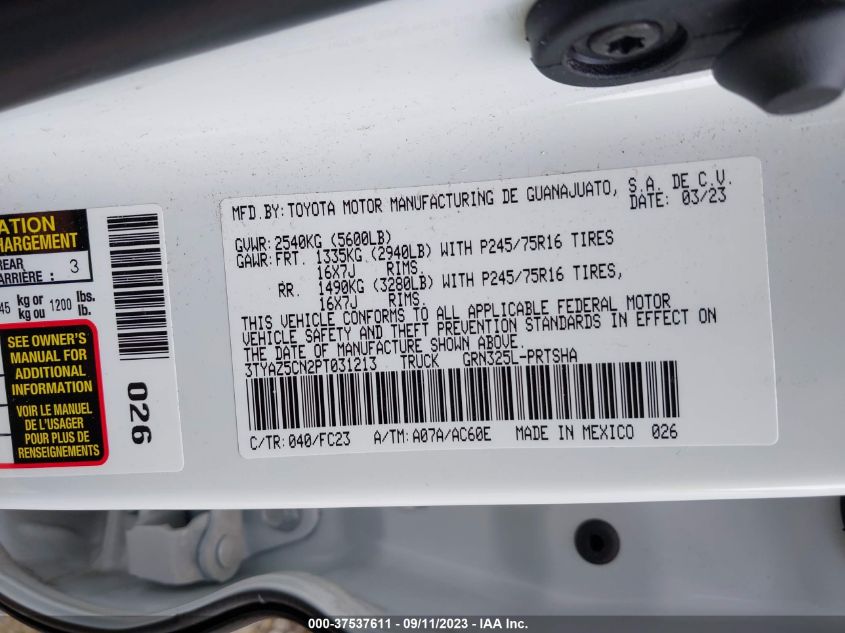 ATION
HARGEMENT
REAR
ARRIÈRE : 3
45 kg or 1200 lbs.
kg ou lb.
SEE OWNER'S
MANUAL FOR
ADDITIONAL
INFORMATION
VOIR LE MANUEL
DE L'USAGER
POUR PLUS DE
RENSEIGNEMENTS
026
MFD.BY:TOYOTA MOTOR MANUFACTURING DE GUANAJUATO, S.A. DE C.V.
DATE: 03/23
GVWR:2540KG (5600LB)
GAWR:FRT. 1335KG (2940LB) WITH P245/75R16 TIRES
16X7J RIMS.
RR. 1490KG (3280LB) WITH P245/75R16 TIRES,
16X7J RIMS.
THIS VEHICLE CONFORMS TO ALL APPLICABLE FEDERAL MOTOR
VEHICLE SAFETY AND THEFT PREVENTION STANDARDS IN EFFECT ON
THE DATE OF MANUFACTURE SHOWN ABOVE.
3TYAZ5CN2PT031213 TRUCK GRN325L-PRTSHA
C/TR:040/FC23 A/TM:A07A/AC60E MADE IN MEXICO 026
000-37537611 - 09/11/2023 - IAA Inc.